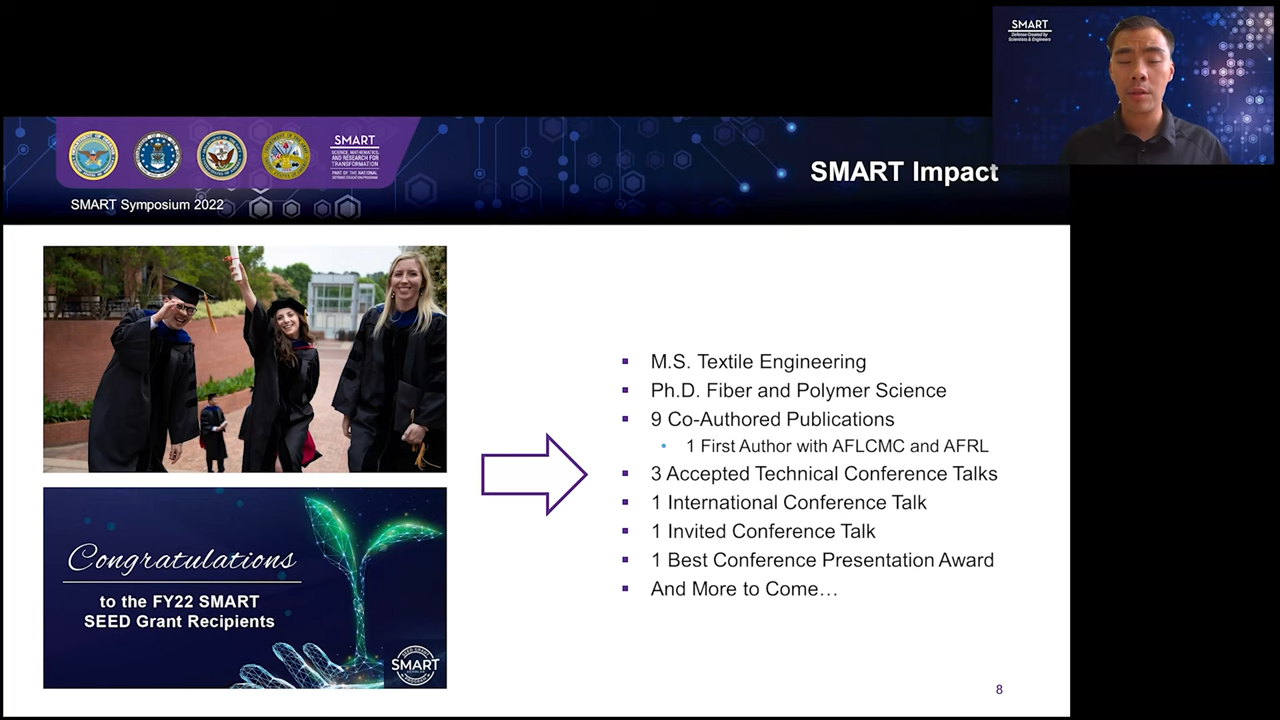 SMART
Defense Created by
Scientists & Engineers
SMART
SCIENCE, MATHEMATICS,
AND RESEARCH FOR
TRANSFORMATION
PART OF THE NATIONAL
DEFENSE EDUCATION PROGRAM
SMART Impact
SMART Symposium 2022
▪ M.S. Textile Engineering
▪ Ph.D. Fiber and Polymer Science
▪ 9 Co-Authored Publications
• 1 First Author with AFLCMC and AFRL
▪ 3 Accepted Technical Conference Talks
▪ 1 International Conference Talk
▪ 1 Invited Conference Talk
▪ 1 Best Conference Presentation Award
▪ And More to Come…
Congratulations
to the FY22 SMART
SEED Grant Recipients
SMART
8